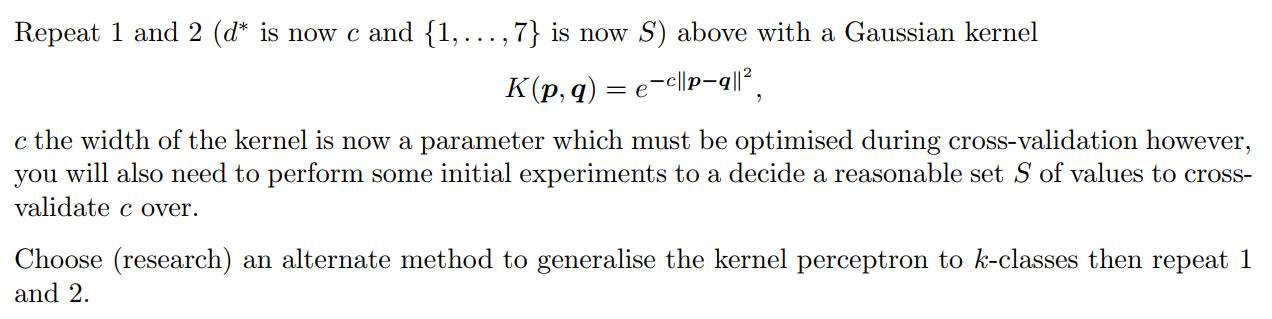 Repeat 1 and 2 (d* is now c and {1, . . . , 7} is now S) above with a Gaussian kernel
K(p, q) = e^{−c‖p−q‖²},
c the width of the kernel is now a parameter which must be optimised during cross-validation however,
you will also need to perform some initial experiments to a decide a reasonable set S of values to cross-
validate c over.
Choose (research) an alternate method to generalise the kernel perceptron to k-classes then repeat 1
and 2.